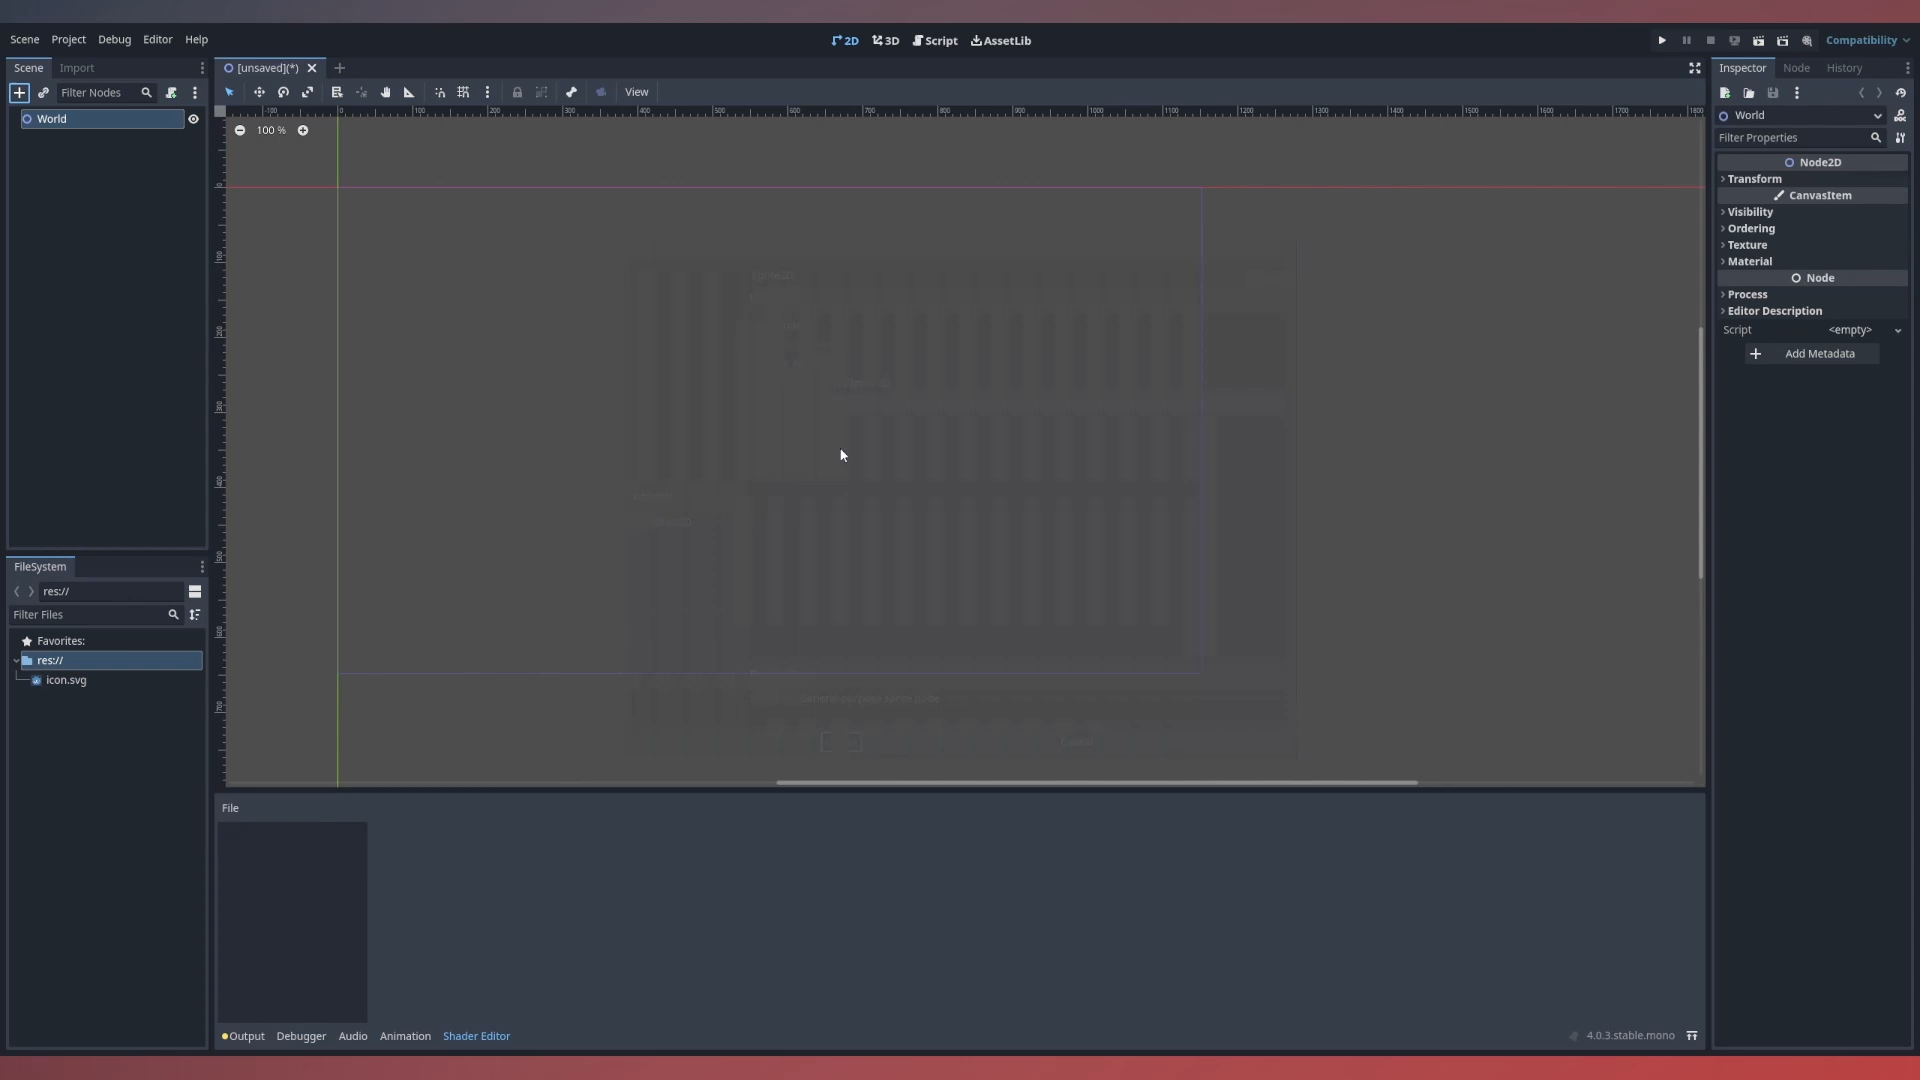 Scene Project Debug Editor Help
2D 3D Script AssetLib
Compatibility
Scene Import
[unsaved](*)
Inspector Node History
Filter Nodes
View
World
100 %
World
Filter Properties
Node2D
Transform
CanvasItem
Visibility
Ordering
Texture
Material
Node
Process
Editor Description
Script <empty>
Add Metadata
FileSystem
res://
Filter Files
Favorites:
res://
icon.svg
File
Output Debugger Audio Animation Shader Editor
4.0.3.stable.mono